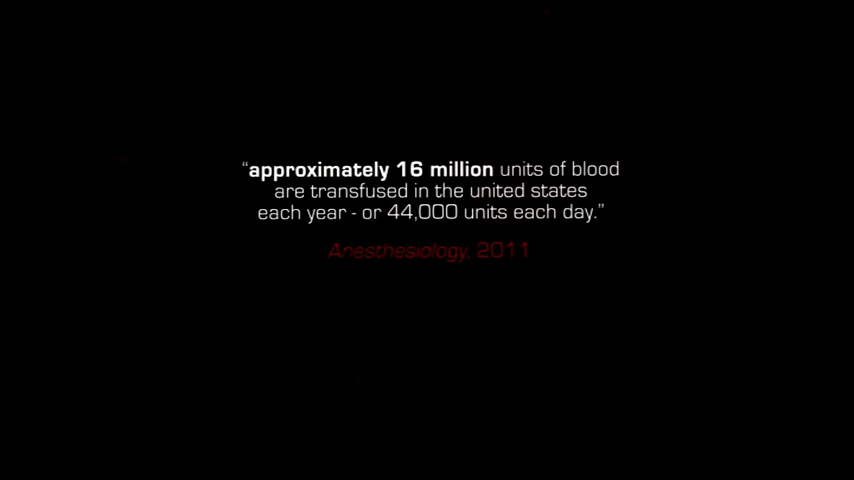 “approximately 16 million units of blood
are transfused in the united states
each year - or 44,000 units each day.”
Anesthesiology, 2011